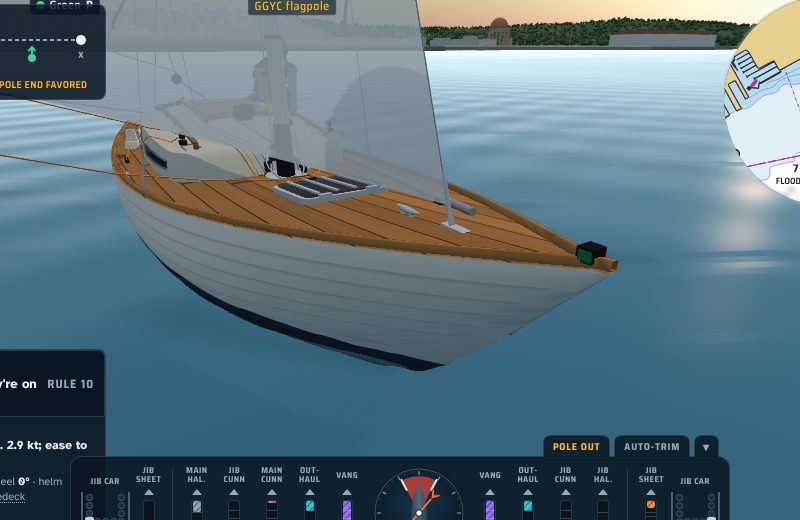 Green P
GGYC flagpole
X
POLE END FAVORED
7
FLOOD
y're on RULE 10
. 2.9 kt; ease to
eel 0° · helm
edeck
POLE OUT
AUTO-TRIM
▼
JIB CAR
JIB SHEET
MAIN HAL.
JIB CUNN
MAIN CUNN
OUT-HAUL
VANG
VANG
OUT-HAUL
JIB CUNN
JIB HAL.
JIB SHEET
JIB CAR